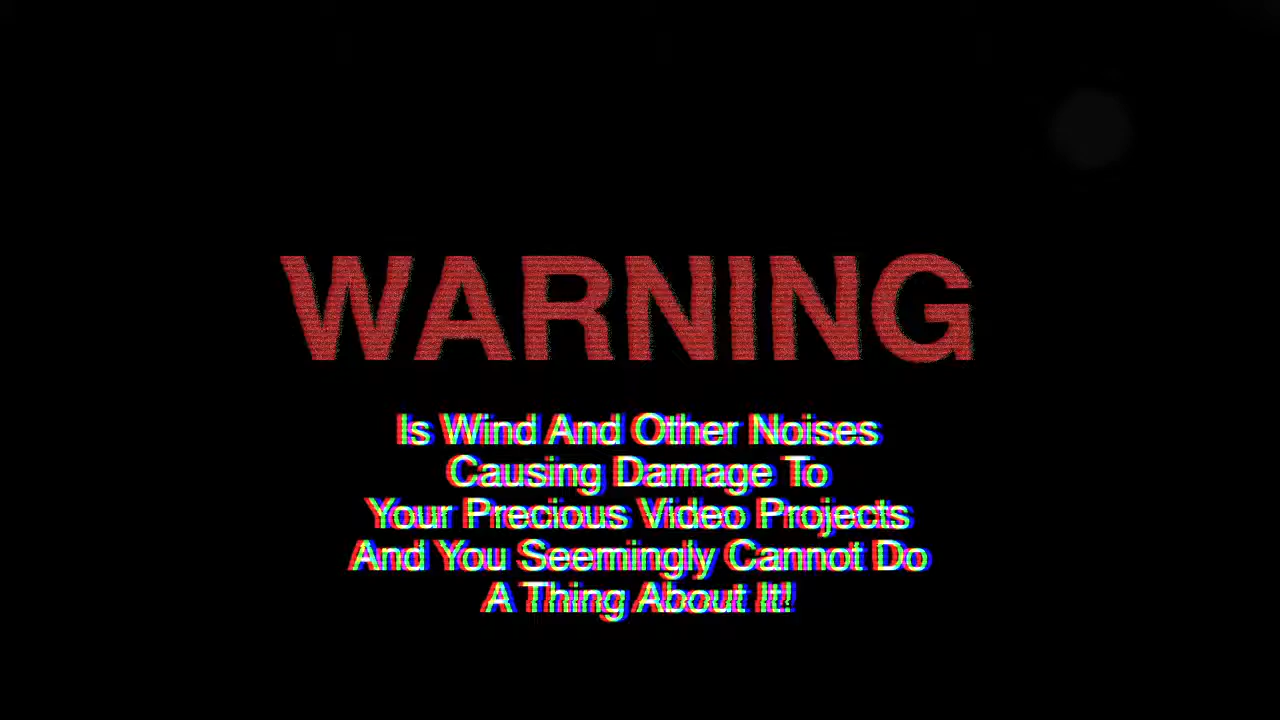 WARNING
Is Wind And Other Noises
Causing Damage To
Your Precious Video Projects
And You Seemingly Cannot Do
A Thing About It!